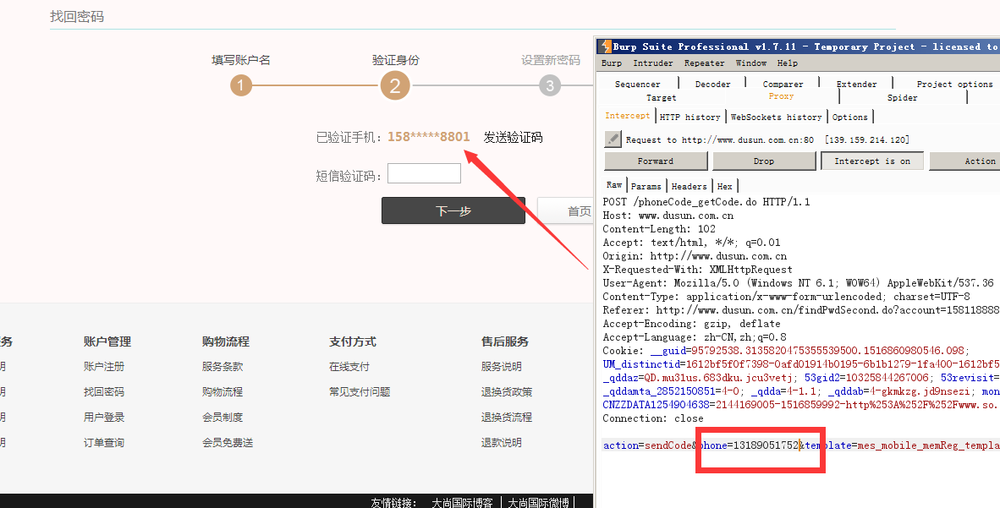 找回密码
填写账户名
验证身份
设置新密码
1
2
3
已验证手机：158*****8801 发送验证码
短信验证码：
下一步
首页
务 账户管理 购物流程 支付方式 售后服务
明 账户注册 服务条款 在线支付 服务说明
明 找回密码 购物流程 常见支付问题 退换货政策
明 用户登录 会员制度 退换货流程
明 订单查询 会员免费送 退款说明
友情链接： 大尚国际博客 | 大尚国际微博 |
Burp Suite Professional v1.7.11 - Temporary Project - licensed to
Burp Intruder Repeater Window Help
Sequencer Decoder Comparer Extender Project options
Target Proxy Spider
Intercept HTTP history WebSockets history Options
Request to http://www.dusun.com.cn:80 [139.159.214.120]
Forward Drop Intercept is on Action
Raw Params Headers Hex
POST /phoneCode_getCode.do HTTP/1.1
Host: www.dusun.com.cn
Content-Length: 102
Accept: text/html, */*; q=0.01
Origin: http://www.dusun.com.cn
X-Requested-With: XMLHttpRequest
User-Agent: Mozilla/5.0 (Windows NT 6.1; WOW64) AppleWebKit/537.36
Content-Type: application/x-www-form-urlencoded; charset=UTF-8
Referer: http://www.dusun.com.cn/findPwdSecond.do?account=158118888
Accept-Encoding: gzip, deflate
Accept-Language: zh-CN,zh;q=0.8
Cookie: __guid=95792538.3135820475355539500.1516860980546.098;
UM_distinctid=1612bf5f0f7398-0afd01914b0195-6b1b1279-1fa400-1612bf5
_qddaz=QD.mu31us.683dku.jcu3vetj; 53gid2=10325844267006; 53revisit=
_qddamta_2852150851=4-0; _qdda=4-1.1; _qddab=4-gkmkzg.jd9nsezi; mon
CNZZDATA1254904638=2144169005-1516859992-http%253A%252F%252Fwww.so.
Connection: close
action=sendCode&phone=13189051752&template=mes_mobile_memReg_templa